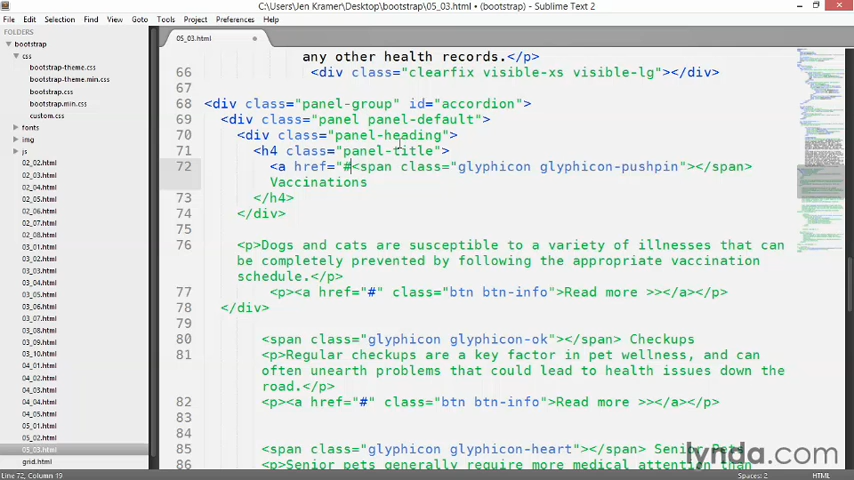 C:\Users\Jen Kramer\Desktop\bootstrap\05_03.html • (bootstrap) - Sublime Text 2
File Edit Selection Find View Goto Tools Project Preferences Help
FOLDERS
bootstrap
css
bootstrap-theme.css
bootstrap-theme.min.css
bootstrap.css
bootstrap.min.css
custom.css
fonts
img
js
02_02.html
02_03.html
02_04.html
02_05.html
02_06.html
02_07.html
03_01.html
03_02.html
03_03.html
03_04.html
03_06.html
03_07.html
03_08.html
03_09.html
03_10.html
04_01.html
04_02.html
04_03.html
04_05.html
05_01.html
05_02.html
05_03.html
grid.html
05_03.html
any other health records.</p>
66 <div class="clearfix visible-xs visible-lg"></div>
67
68 <div class="panel-group" id="accordion">
69 <div class="panel panel-default">
70 <div class="panel-heading">
71 <h4 class="panel-title">
72 <a href="#<span class="glyphicon glyphicon-pushpin"></span>
Vaccinations
73 </h4>
74 </div>
75
76 <p>Dogs and cats are susceptible to a variety of illnesses that can
be completely prevented by following the appropriate vaccination
schedule.</p>
77 <p><a href="#" class="btn btn-info">Read more >></a></p>
78 </div>
79
80 <span class="glyphicon glyphicon-ok"></span> Checkups
81 <p>Regular checkups are a key factor in pet wellness, and can
often unearth problems that could lead to health issues down the
road.</p>
82 <p><a href="#" class="btn btn-info">Read more >></a></p>
83
84
85 <span class="glyphicon glyphicon-heart"></span> Senior Pets
86 <p>Senior pets generally require more medical attention than
lynda.com
Line 72, Column 19
UTF-8
HTML